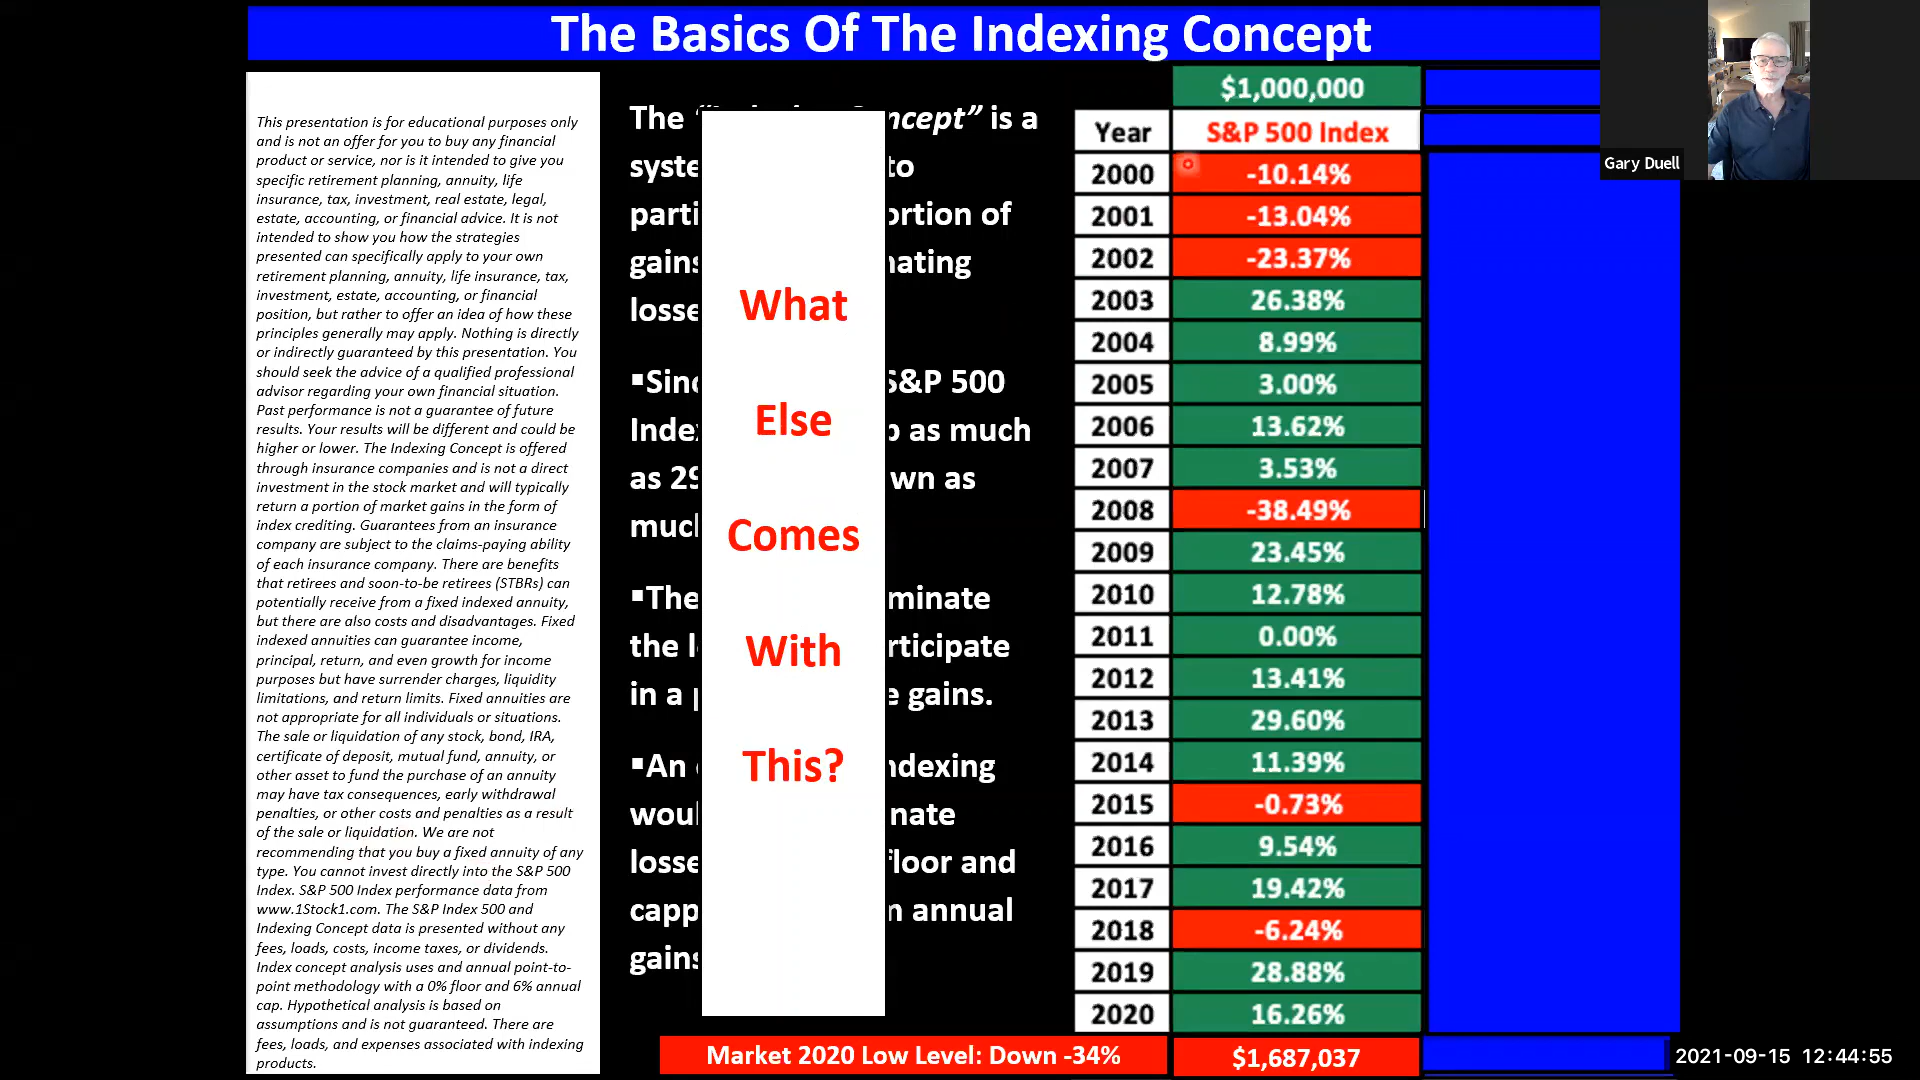 The Basics Of The Indexing Concept
This presentation is for educational purposes only
and is not an offer for you to buy any financial
product or service, nor is it intended to give you
specific retirement planning, annuity, life
insurance, tax, investment, real estate, legal,
estate, accounting, or financial advice. It is not
intended to show you how the strategies
presented can specifically apply to your own
retirement planning, annuity, life insurance, tax,
investment, estate, accounting, or financial
position, but rather to offer an idea of how these
principles generally may apply. Nothing is directly
or indirectly guaranteed by this presentation. You
should seek the advice of a qualified professional
advisor regarding your own financial situation.
Past performance is not a guarantee of future
results. Your results will be different and could be
higher or lower. The Indexing Concept is offered
through insurance companies and is not a direct
investment in the stock market and will typically
return a portion of market gains in the form of
index crediting. Guarantees from an insurance
company are subject to the claims-paying ability
of each insurance company. There are benefits
that retirees and soon-to-be retirees (STBRs) can
potentially receive from a fixed indexed annuity,
but there are also costs and disadvantages. Fixed
indexed annuities can guarantee income,
principal, return, and even growth for income
purposes but have surrender charges, liquidity
limitations, and return limits. Fixed annuities are
not appropriate for all individuals or situations.
The sale or liquidation of any stock, bond, IRA,
certificate of deposit, mutual fund, annuity, or
other asset to fund the purchase of an annuity
may have tax consequences, early withdrawal
penalties, or other costs and penalties as a result
of the sale or liquidation. We are not
recommending that you buy a fixed annuity of any
type. You cannot invest directly into the S&P 500
Index. S&P 500 Index performance data from
www.1Stock1.com. The S&P Index 500 and
Indexing Concept data is presented without any
fees, loads, costs, income taxes, or dividends.
Index concept analysis uses and annual point-to-
point methodology with a 0% floor and 6% annual
cap. Hypothetical analysis is based on
assumptions and is not guaranteed. There are
fees, loads, and expenses associated with indexing
products.
The is a
to
gains
▪ S&P 500
as much
as
▪The
the rticipate
in a gains.
▪An
floor and
annual
gains
What
Else
Comes
With
This?
$1,000,000
Year S&P 500 Index
2000 -10.14%
2001 -13.04%
2002 -23.37%
2003 26.38%
2004 8.99%
2005 3.00%
2006 13.62%
2007 3.53%
2008 -38.49%
2009 23.45%
2010 12.78%
2011 0.00%
2012 13.41%
2013 29.60%
2014 11.39%
2015 -0.73%
2016 9.54%
2017 19.42%
2018 -6.24%
2019 28.88%
2020 16.26%
Market 2020 Low Level: Down -34% $1,687,037
Gary Duell
2021-09-15 12:44:55